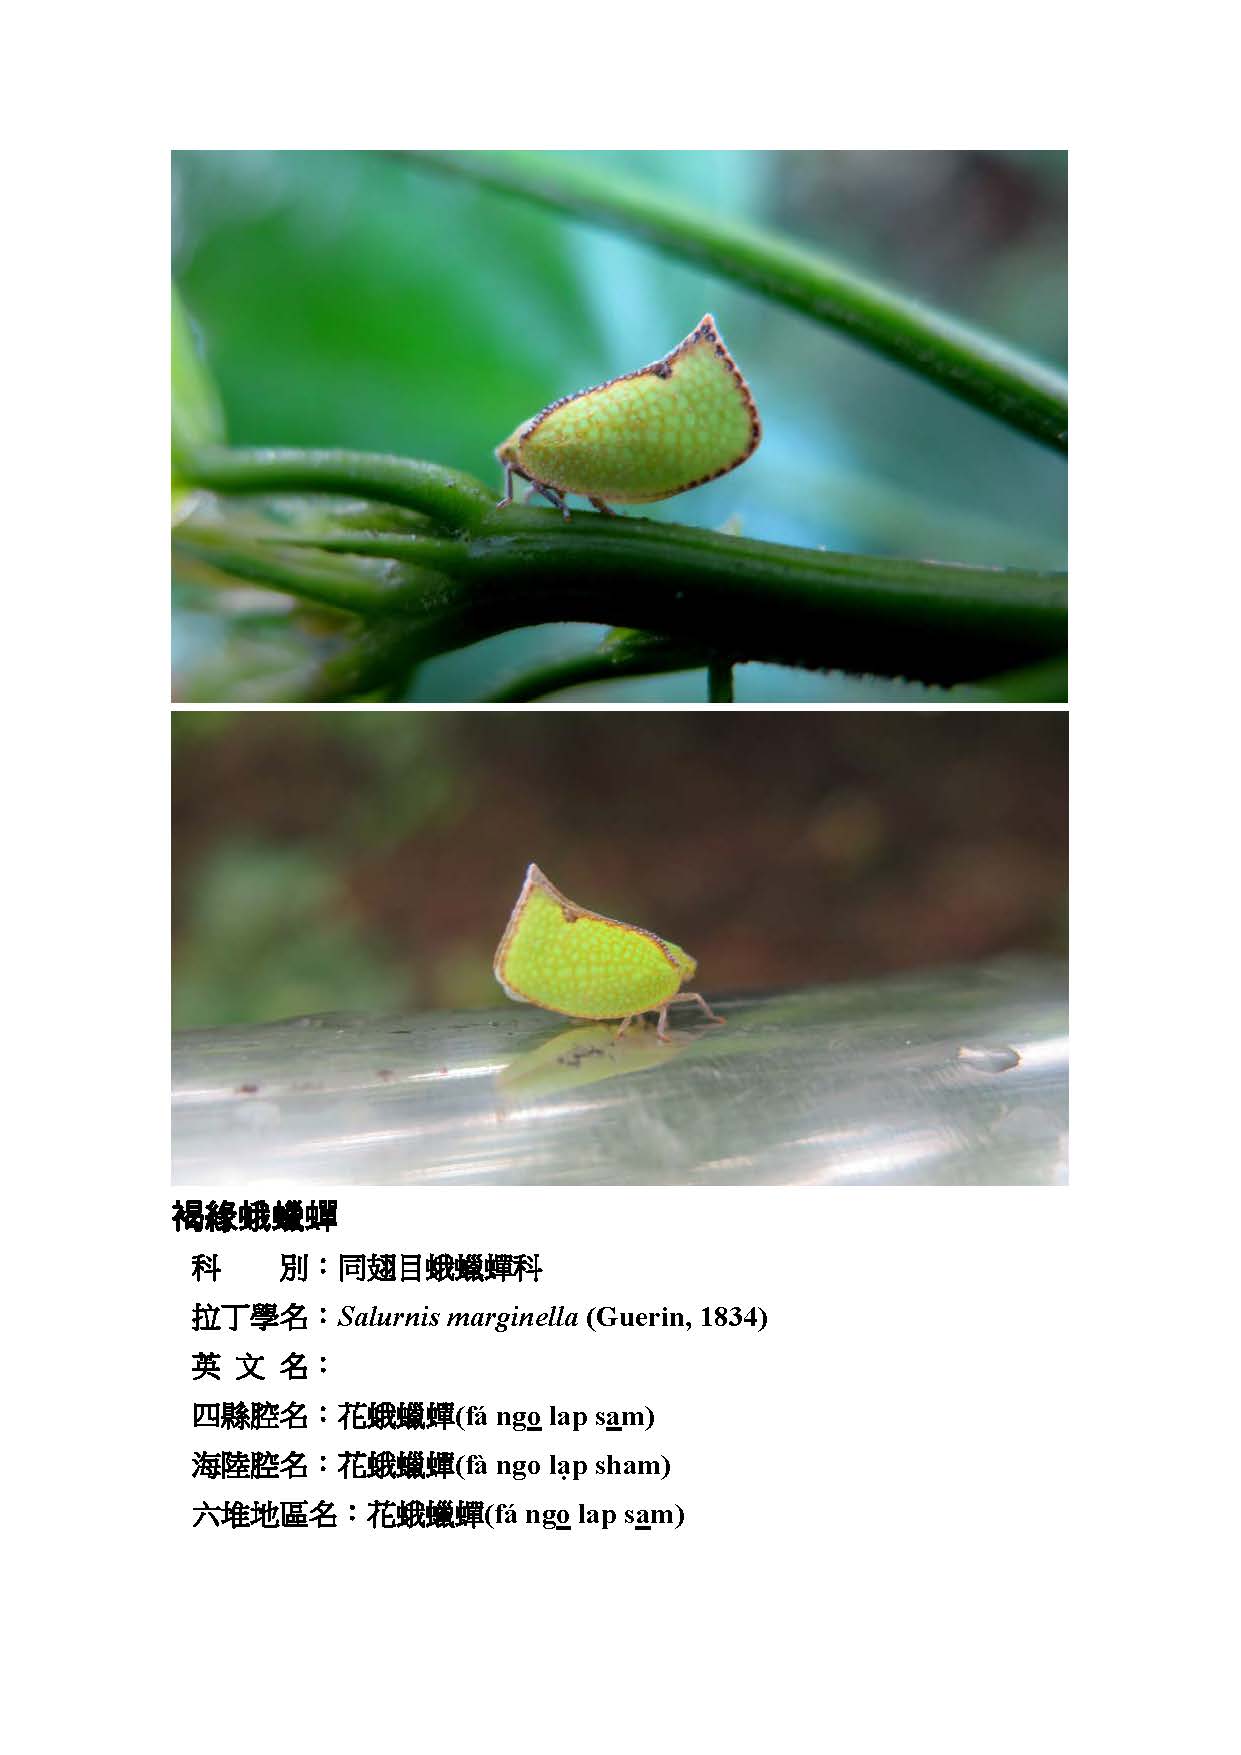 褐緣蛾蠟蟬
科　　別：同翅目蛾蠟蟬科
拉丁學名：Salurnis marginella (Guerin, 1834)
英 文 名：
四縣腔名：花蛾蠟蟬(fá ngo̲ lap sa̲m)
海陸腔名：花蛾蠟蟬(fà ngo lạp sham)
六堆地區名：花蛾蠟蟬(fá ngo̲ lap sa̲m)